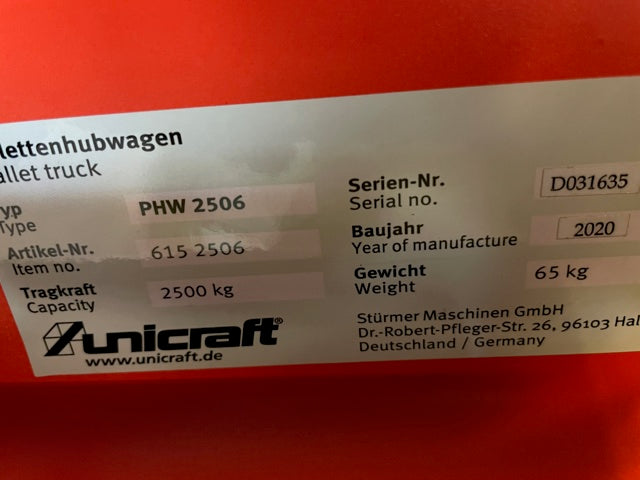 lettenhubwagen
allet truck
yp PHW 2506
Type
Artikel-Nr. 615 2506
Item no.
Tragkraft 2500 kg
Capacity
unicraft®
www.unicraft.de
Serien-Nr. D031635
Serial no.
Baujahr 2020
Year of manufacture
Gewicht 65 kg
Weight
Stürmer Maschinen GmbH
Dr.-Robert-Pfleger-Str. 26, 96103 Hal
Deutschland / Germany